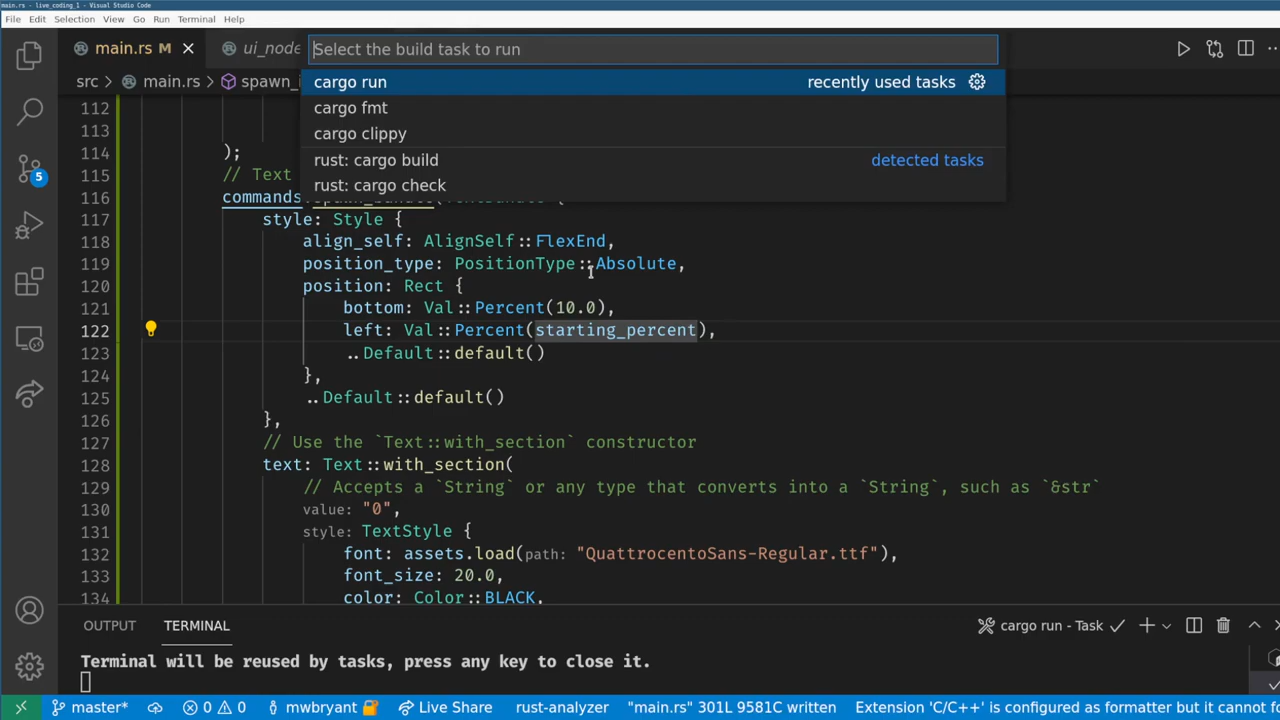 main.rs - live_coding_1 - Visual Studio Code
File Edit Selection View Go Run Terminal Help
main.rs M ui_node
Select the build task to run
src > main.rs > spawn_
cargo run recently used tasks
cargo fmt
cargo clippy
rust: cargo build detected tasks
rust: cargo check
112
113
114 );
115 // Text
116 commands
117 style: Style {
118 align_self: AlignSelf::FlexEnd,
119 position_type: PositionType::Absolute,
120 position: Rect {
121 bottom: Val::Percent(10.0),
122 left: Val::Percent(starting_percent),
123 ..Default::default()
124 },
125 ..Default::default()
126 },
127 // Use the `Text::with_section` constructor
128 text: Text::with_section(
129 // Accepts a `String` or any type that converts into a `String`, such as `&str`
130 value: "0",
131 style: TextStyle {
132 font: assets.load(path: "QuattrocentoSans-Regular.ttf"),
133 font_size: 20.0,
134 color: Color::BLACK,
5
OUTPUT TERMINAL cargo run - Task
Terminal will be reused by tasks, press any key to close it.
master* 0 0 mwbryant Live Share rust-analyzer "main.rs" 301L 9581C written Extension 'C/C++' is configured as formatter but it cannot fo